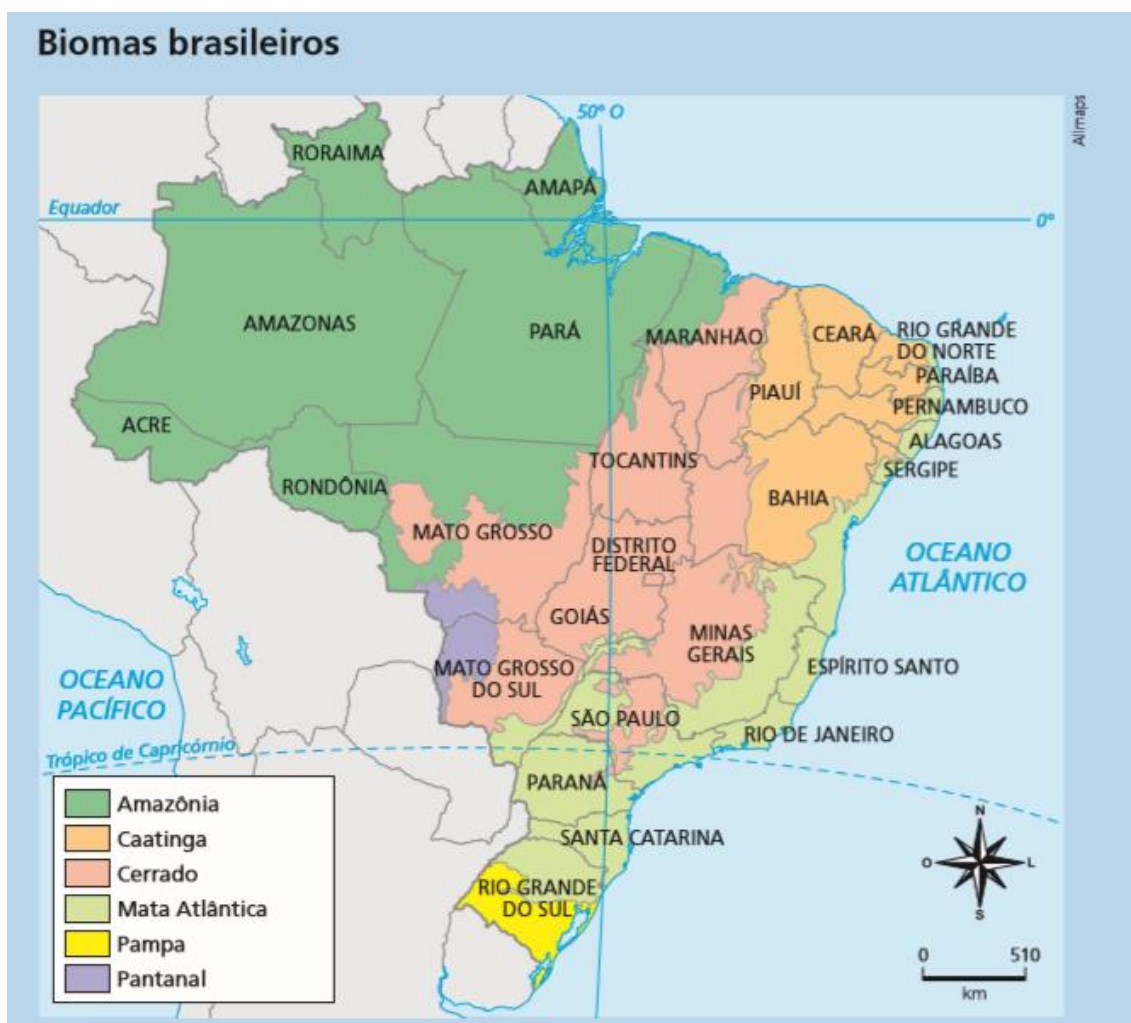 Biomas brasileiros
Allmaps
50° O
RORAIMA
AMAPÁ
Equador
0°
AMAZONAS
PARÁ
MARANHÃO
CEARÁ
RIO GRANDE
DO NORTE
PARAÍBA
PIAUÍ
PERNAMBUCO
ACRE
ALAGOAS
TOCANTINS
SERGIPE
RONDÔNIA
BAHIA
MATO GROSSO
DISTRITO
FEDERAL
OCEANO
ATLÂNTICO
GOIÁS
MINAS
GERAIS
MATO GROSSO
DO SUL
ESPÍRITO SANTO
OCEANO
PACÍFICO
SÃO PAULO
RIO DE JANEIRO
Trópico de Capricórnio
PARANÁ
SANTA CATARINA
RIO GRANDE
DO SUL
Amazônia
Caatinga
Cerrado
Mata Atlântica
Pampa
Pantanal
N
O
L
S
0 510
km